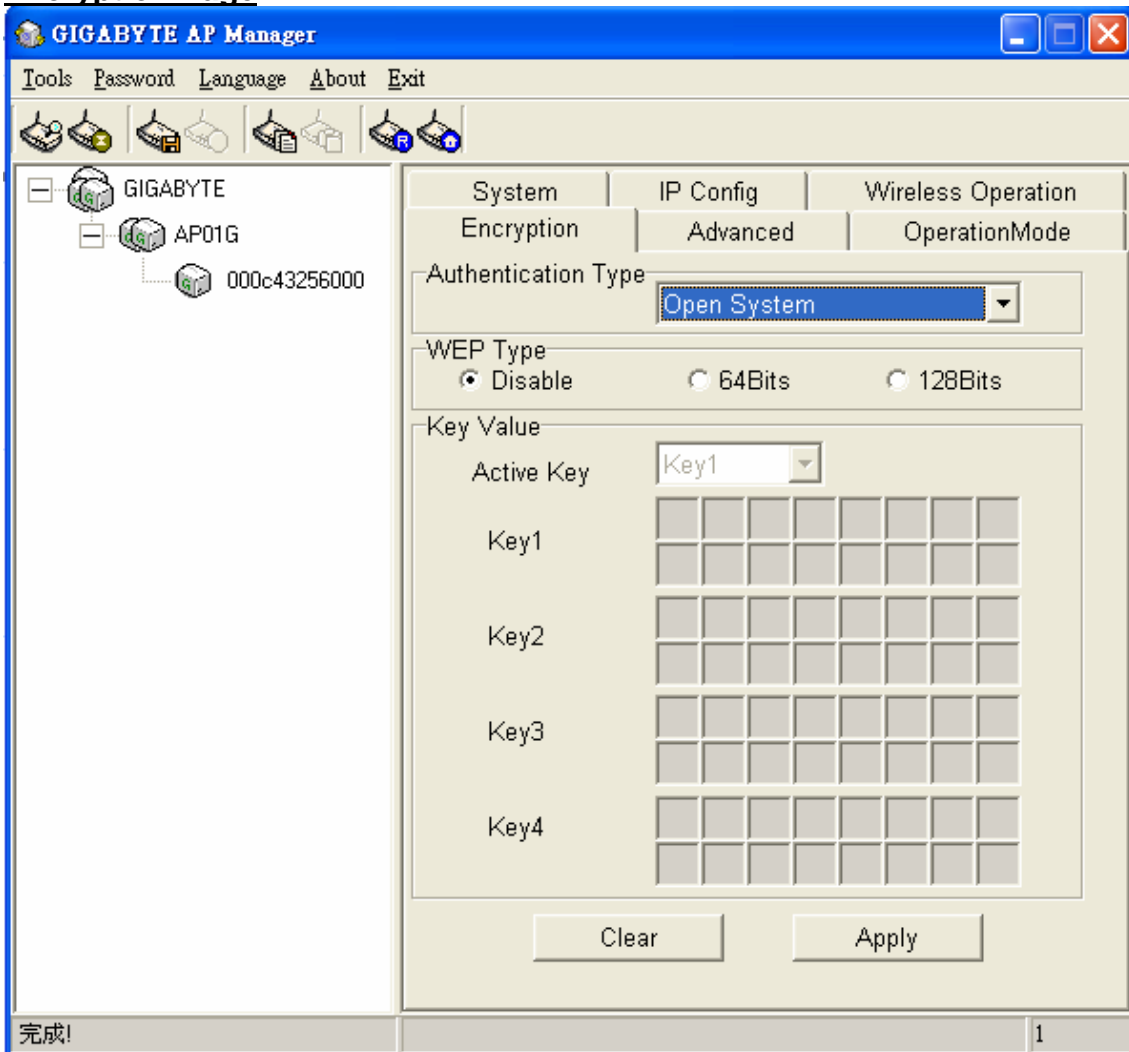 GIGABYTE AP Manager
Tools Password Language About Exit
GIGABYTE
AP01G
000c43256000
System IP Config Wireless Operation
Encryption Advanced OperationMode
Authentication Type
Open System
WEP Type
Disable 64Bits 128Bits
Key Value
Active Key Key1
Key1
Key2
Key3
Key4
Clear Apply
完成! 1